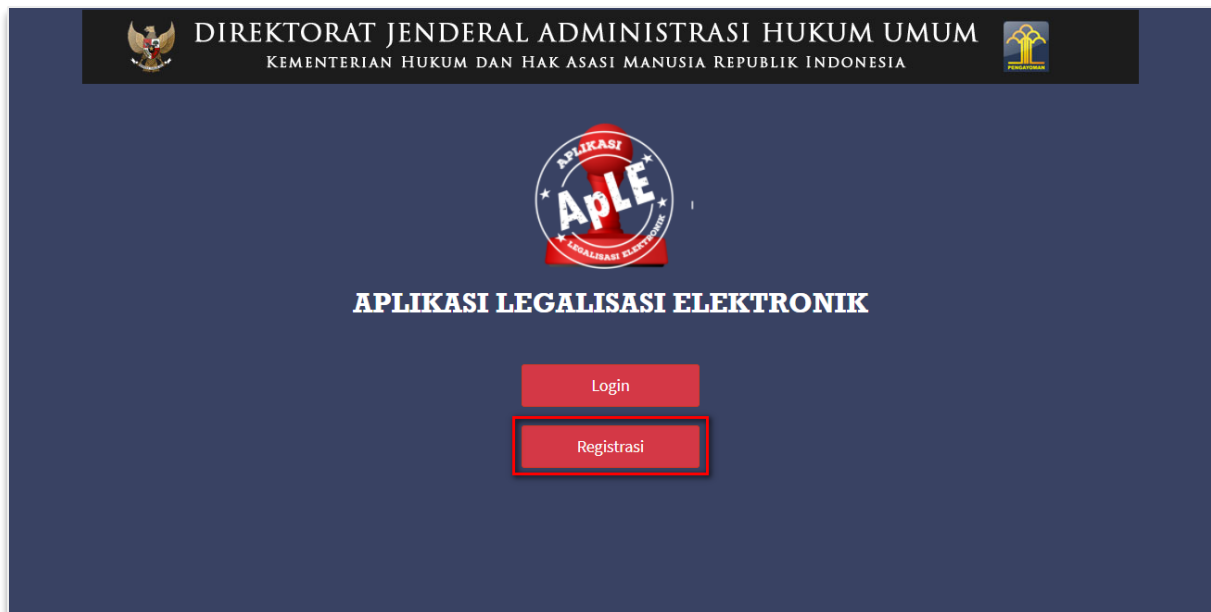 DIREKTORAT JENDERAL ADMINISTRASI HUKUM UMUM
KEMENTERIAN HUKUM DAN HAK ASASI MANUSIA REPUBLIK INDONESIA
PENGAYOMAN
APLIKASI
ApLE
LEGALISASI ELEKTRONIK
APLIKASI LEGALISASI ELEKTRONIK
Login
Registrasi